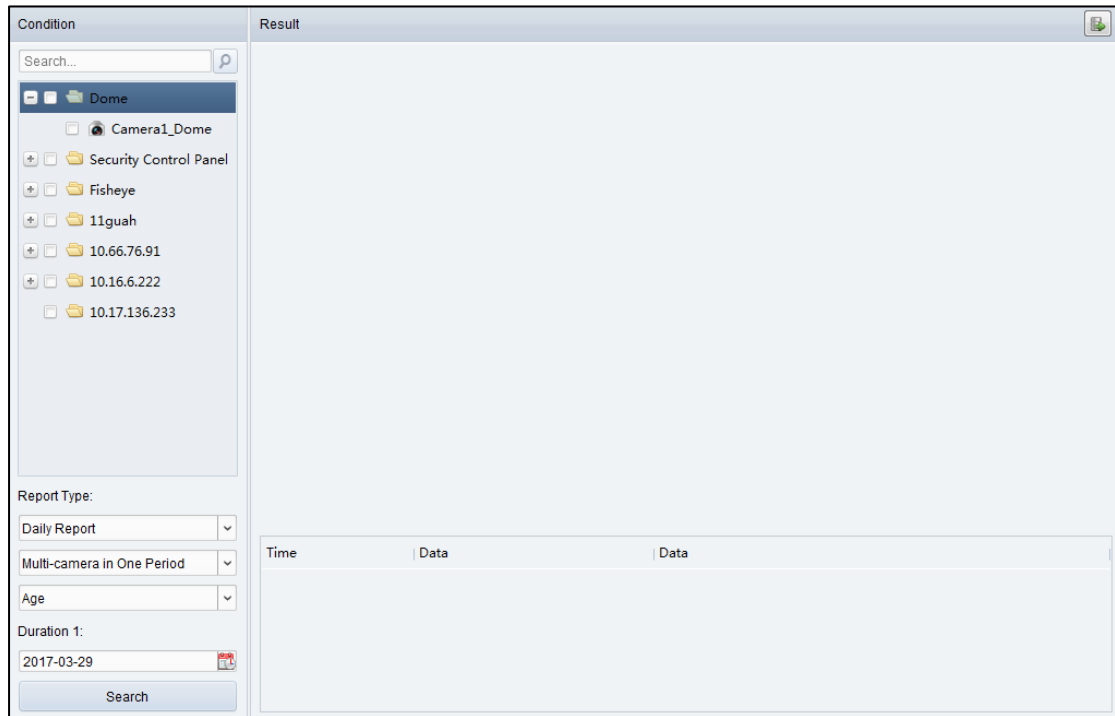 Condition
Result
Search...
Dome
Camera1_Dome
Security Control Panel
Fisheye
11guah
10.66.76.91
10.16.6.222
10.17.136.233
Report Type:
Daily Report
Multi-camera in One Period
Age
Duration 1:
2017-03-29
Search
Time Data Data